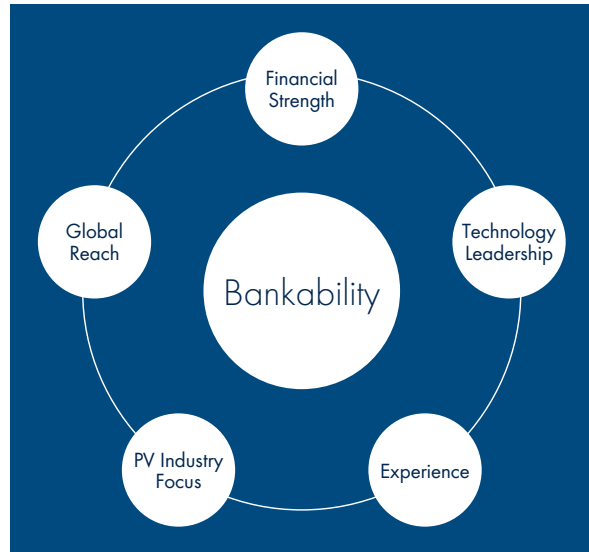 Financial
Strength
Global
Reach
Technology
Leadership
Bankability
PV Industry
Focus
Experience